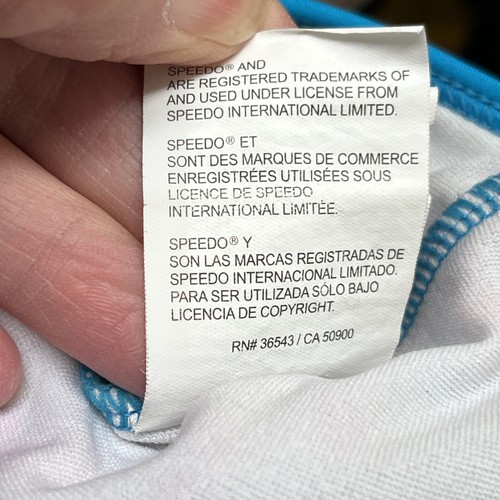 SPEEDO® AND
ARE REGISTERED TRADEMARKS OF
AND USED UNDER LICENSE FROM
SPEEDO INTERNATIONAL LIMITED.
SPEEDO® ET
SONT DES MARQUES DE COMMERCE
ENREGISTRÉES UTILISÉES SOUS
LICENCE DE SPEEDO
INTERNATIONAL LIMITÉE.
SPEEDO® Y
SON LAS MARCAS REGISTRADAS DE
SPEEDO INTERNACIONAL LIMITADO.
PARA SER UTILIZADA SÓLO BAJO
LICENCIA DE COPYRIGHT.
RN# 36543 / CA 50900